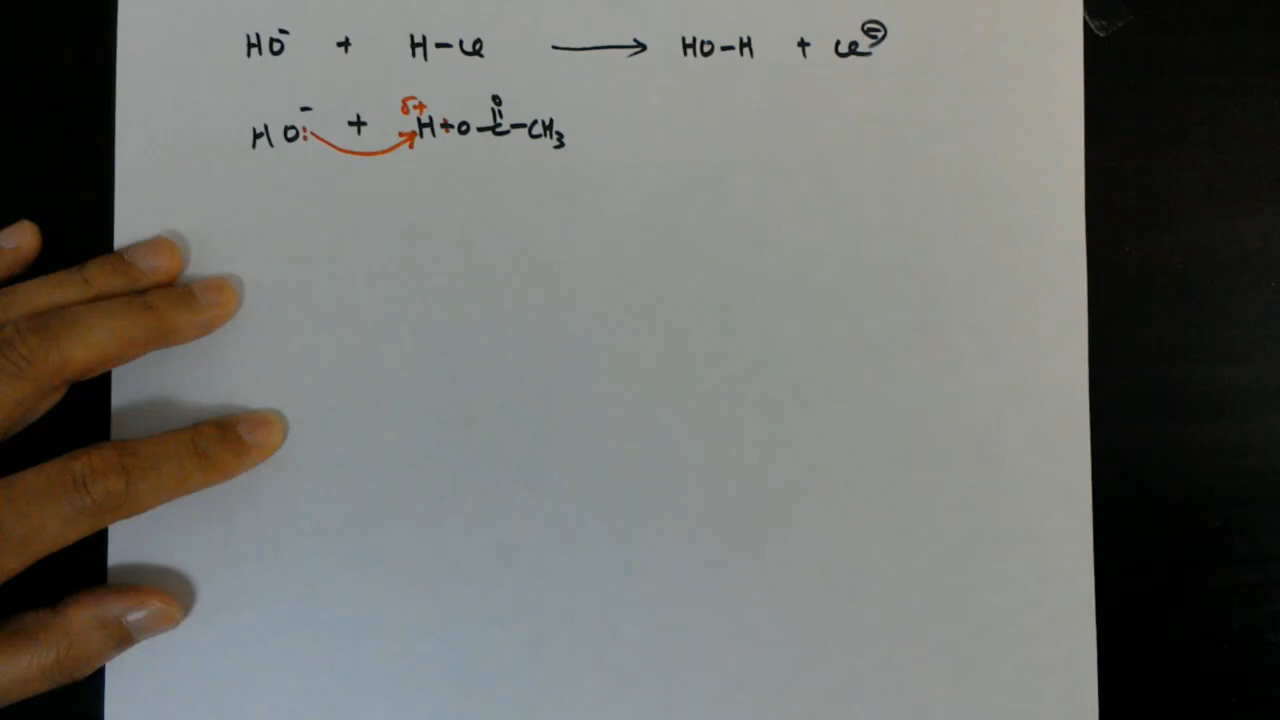 HO⁻ + H-Cl ⟶ HO-H + Cl⊖
HO:⁻ + δ+ H-O-C(=O)-CH₃